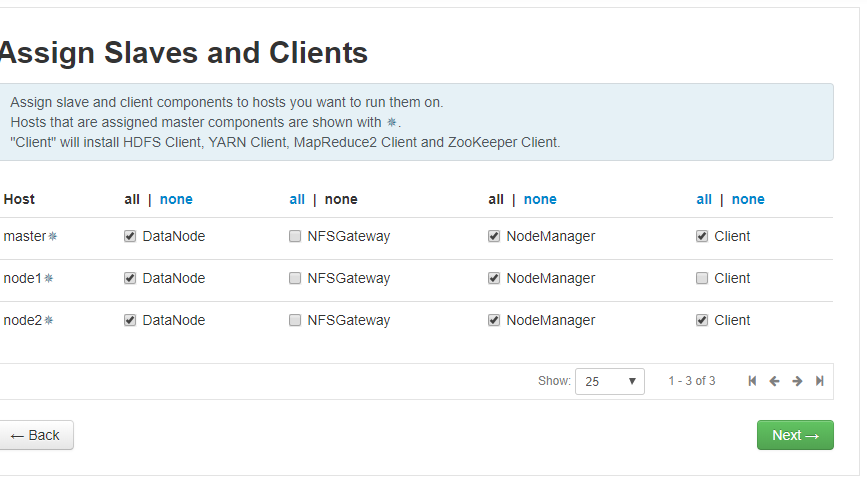 Assign Slaves and Clients
Assign slave and client components to hosts you want to run them on.
Hosts that are assigned master components are shown with ✵.
"Client" will install HDFS Client, YARN Client, MapReduce2 Client and ZooKeeper Client.
Host all | none all | none all | none all | none
master✵ DataNode NFSGateway NodeManager Client
node1✵ DataNode NFSGateway NodeManager Client
node2✵ DataNode NFSGateway NodeManager Client
Show: 25 1 - 3 of 3
← Back Next →